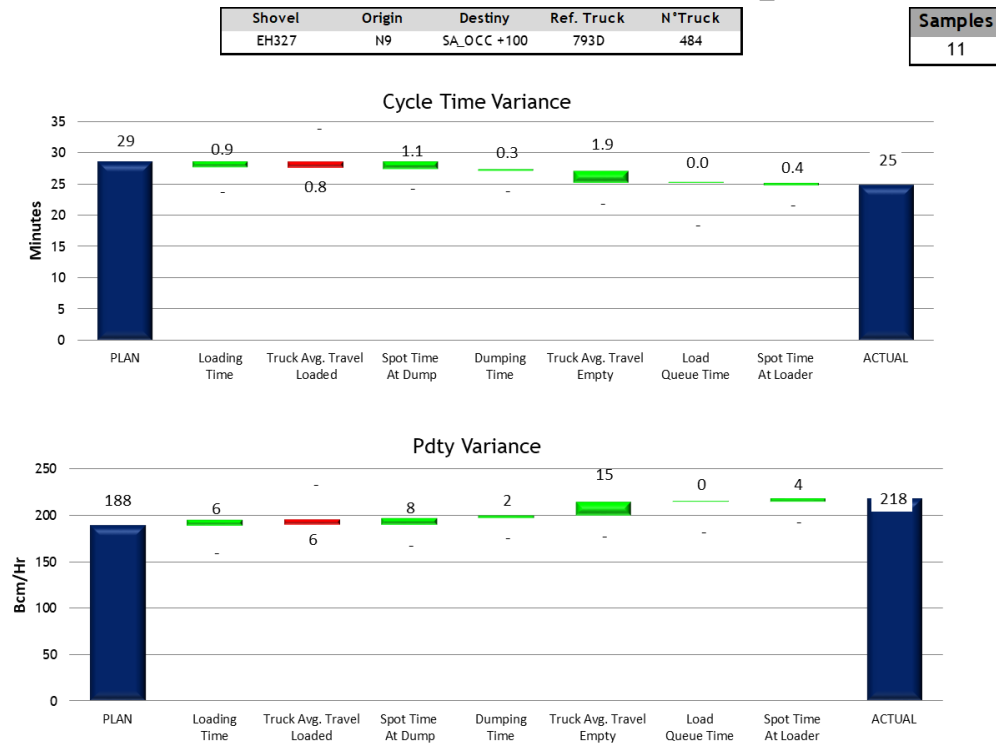 Shovel Origin Destiny Ref. Truck N°Truck
EH327 N9 SA_OCC +100 793D 484
Samples
11
Cycle Time Variance
Minutes
35
30
25
20
15
10
5
0
29
0.9
-
-
0.8
1.1
-
0.3
-
1.9
-
0.0
-
0.4
-
25
PLAN
Loading
Time
Truck Avg. Travel
Loaded
Spot Time
At Dump
Dumping
Time
Truck Avg. Travel
Empty
Load
Queue Time
Spot Time
At Loader
ACTUAL
Pdty Variance
Bcm/Hr
250
200
150
100
50
0
188
6
-
-
6
8
-
2
-
15
-
0
-
4
-
218
PLAN
Loading
Time
Truck Avg. Travel
Loaded
Spot Time
At Dump
Dumping
Time
Truck Avg. Travel
Empty
Load
Queue Time
Spot Time
At Loader
ACTUAL